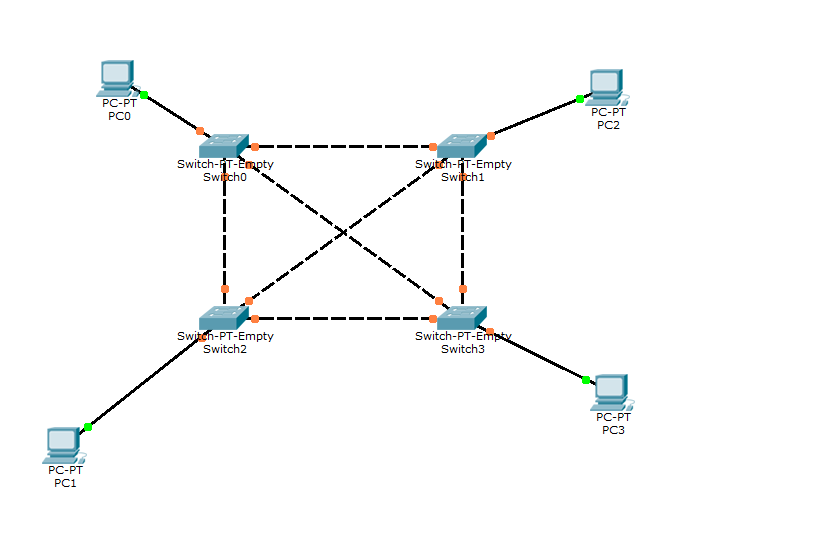 PC-PT
PC0
PC-PT
PC2
Switch-PT-Empty
Switch0
Switch-PT-Empty
Switch1
Switch-PT-Empty
Switch2
Switch-PT-Empty
Switch3
PC-PT
PC3
PC-PT
PC1